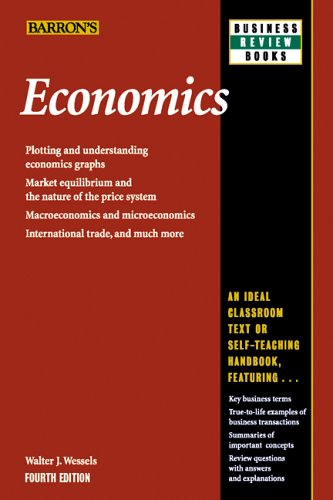 BARRON'S
BUSINESS
REVIEW
BOOKS
Economics
Plotting and understanding
economics graphs
Market equilibrium and
the nature of the price system
Macroeconomics and microeconomics
International trade, and much more
AN IDEAL
CLASSROOM
TEXT OR
SELF-TEACHING
HANDBOOK,
FEATURING . . .
Key business terms
True-to-life examples of
business transactions
Summaries of
important concepts
Review questions
with answers
and explanations
Walter J. Wessels
FOURTH EDITION